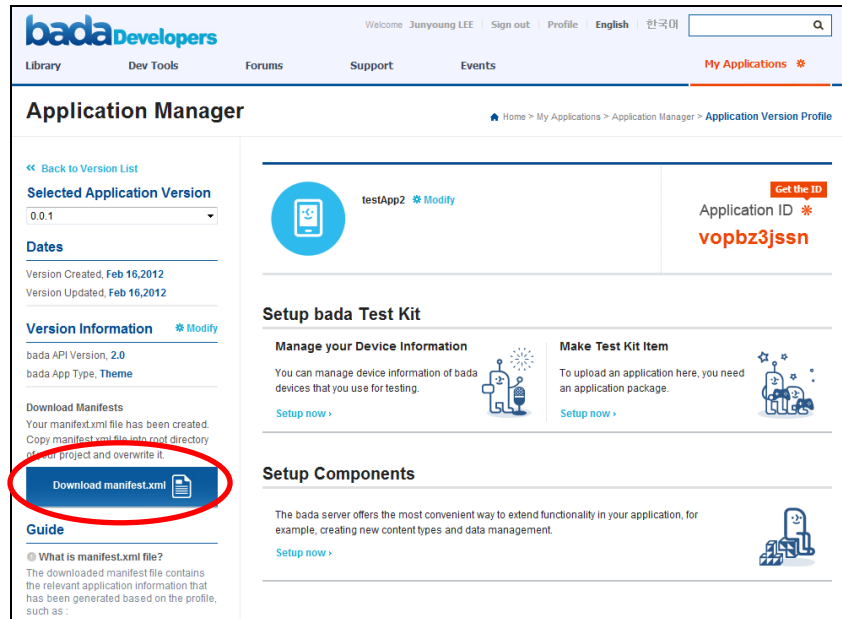 bada Developers
Welcome Junyoung LEE Sign out Profile English 한국어
Library Dev Tools Forums Support Events My Applications
Application Manager
Home > My Applications > Application Manager > Application Version Profile
Back to Version List
Selected Application Version
0.0.1
Dates
Version Created, Feb 16,2012
Version Updated, Feb 16,2012
Version Information Modify
bada API Version, 2.0
bada App Type, Theme
Download Manifests
Your manifext.xml file has been created.
Copy manifest.xml file into root directory
of your project and overwrite it.
Download manifest.xml
Guide
What is manifest.xml file?
The downloaded manifest file contains
the relevant application information that
has been generated based on the profile,
such as :
testApp2 Modify
Get the ID
Application ID
vopbz3jssn
Setup bada Test Kit
Manage your Device Information
You can manage device information of bada
devices that you use for testing.
Setup now ›
Make Test Kit Item
To upload an application here, you need
an application package.
Setup now ›
Setup Components
The bada server offers the most convenient way to extend functionality in your application, for
example, creating new content types and data management.
Setup now ›